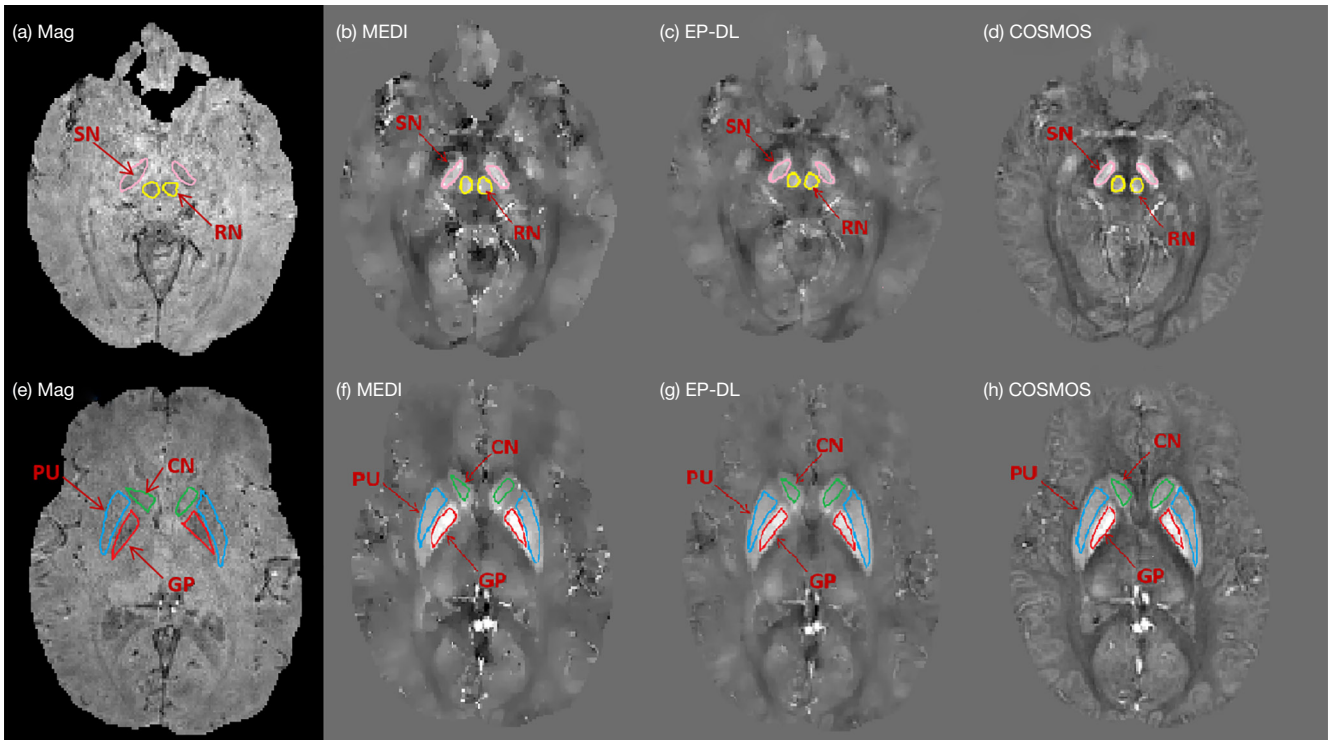 (a) Mag
(b) MEDI
(c) EP-DL
(d) COSMOS
SN
SN
SN
SN
RN
RN
RN
RN
(e) Mag
(f) MEDI
(g) EP-DL
(h) COSMOS
PU
CN
PU
CN
PU
CN
PU
CN
GP
GP
GP
GP